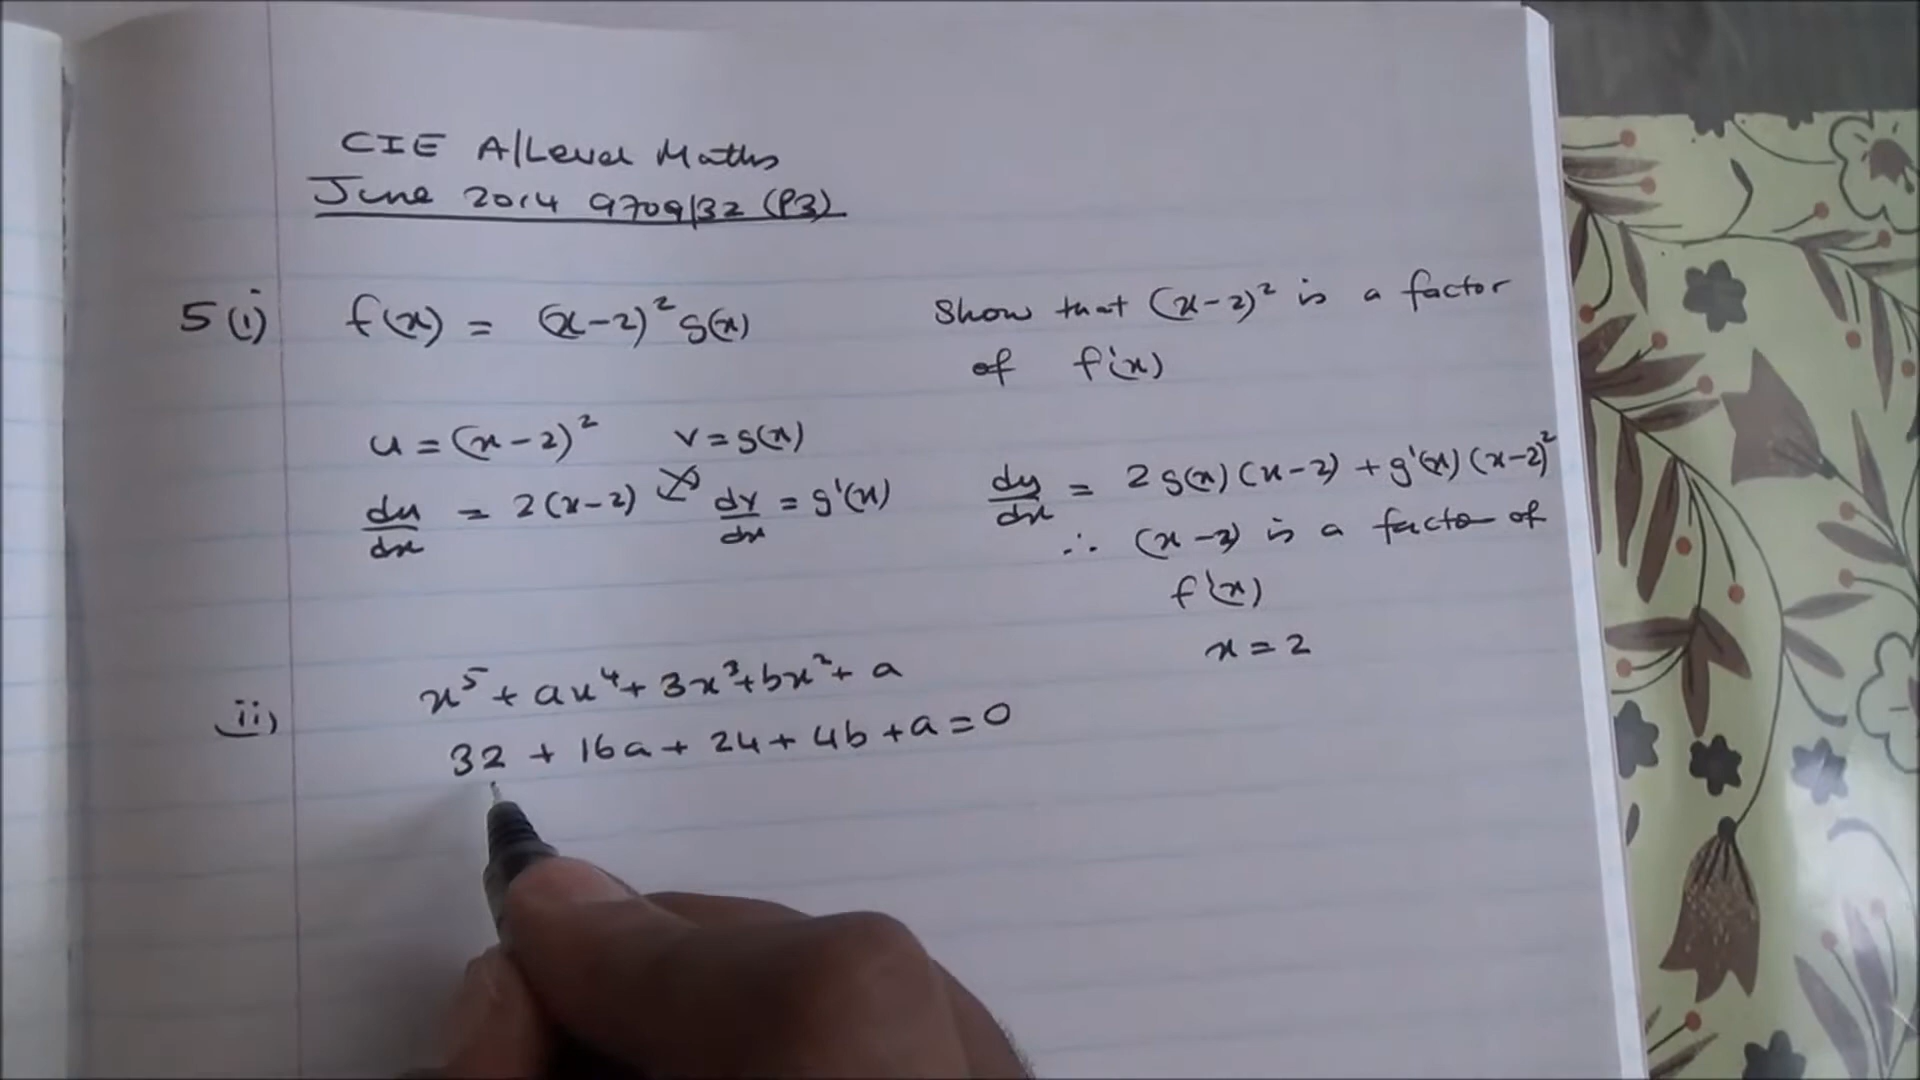 CIE A/Level Maths
June 2014 9709/32 (P3)
5(i) f(x) = (x-2)² g(x)
Show that (x-2)² is a factor
of f'(x)
u = (x-2)² v = g(x)
du/dx = 2(x-2) dv/dx = g'(x)
dy/dx = 2g(x)(x-2) + g'(x)(x-2)²
∴ (x-2) is a factor of
f'(x)
x = 2
ii) x⁵ + ax⁴ + 3x³ + bx² + a
32 + 16a + 24 + 4b + a = 0